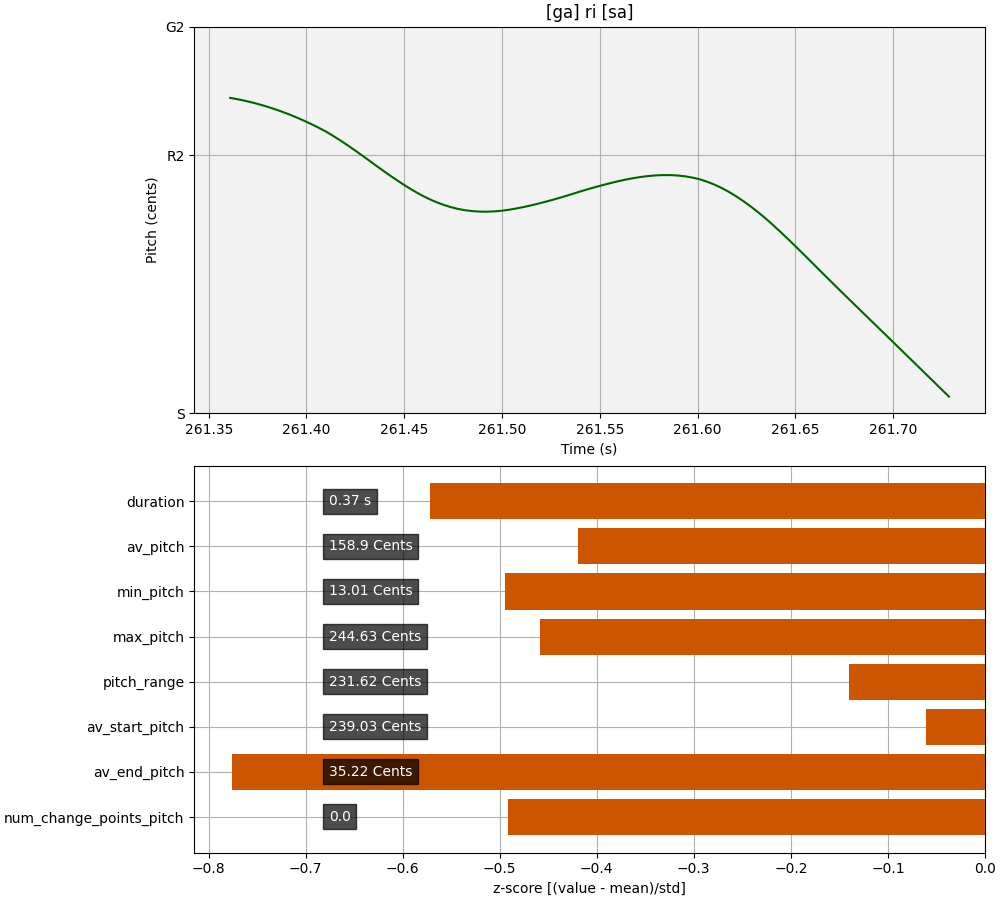 [ga] ri [sa]
G2
R2
S
Pitch (cents)
261.35 261.40 261.45 261.50 261.55 261.60 261.65 261.70
Time (s)
duration 0.37 s
av_pitch 158.9 Cents
min_pitch 13.01 Cents
max_pitch 244.63 Cents
pitch_range 231.62 Cents
av_start_pitch 239.03 Cents
av_end_pitch 35.22 Cents
num_change_points_pitch 0.0
−0.8 −0.7 −0.6 −0.5 −0.4 −0.3 −0.2 −0.1 0.0
z-score [(value - mean)/std]